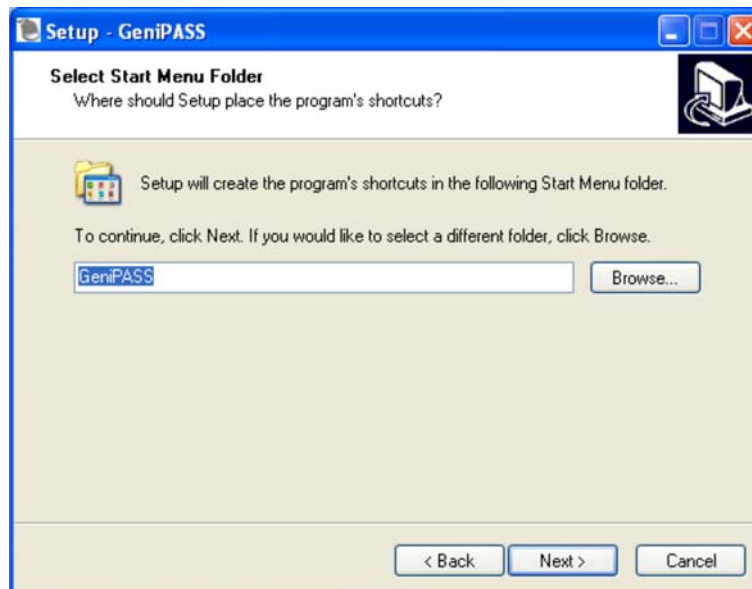 Setup - GeniPASS
Select Start Menu Folder
Where should Setup place the program's shortcuts?
Setup will create the program's shortcuts in the following Start Menu folder.
To continue, click Next. If you would like to select a different folder, click Browse.
GeniPASS
Browse...
< Back
Next >
Cancel